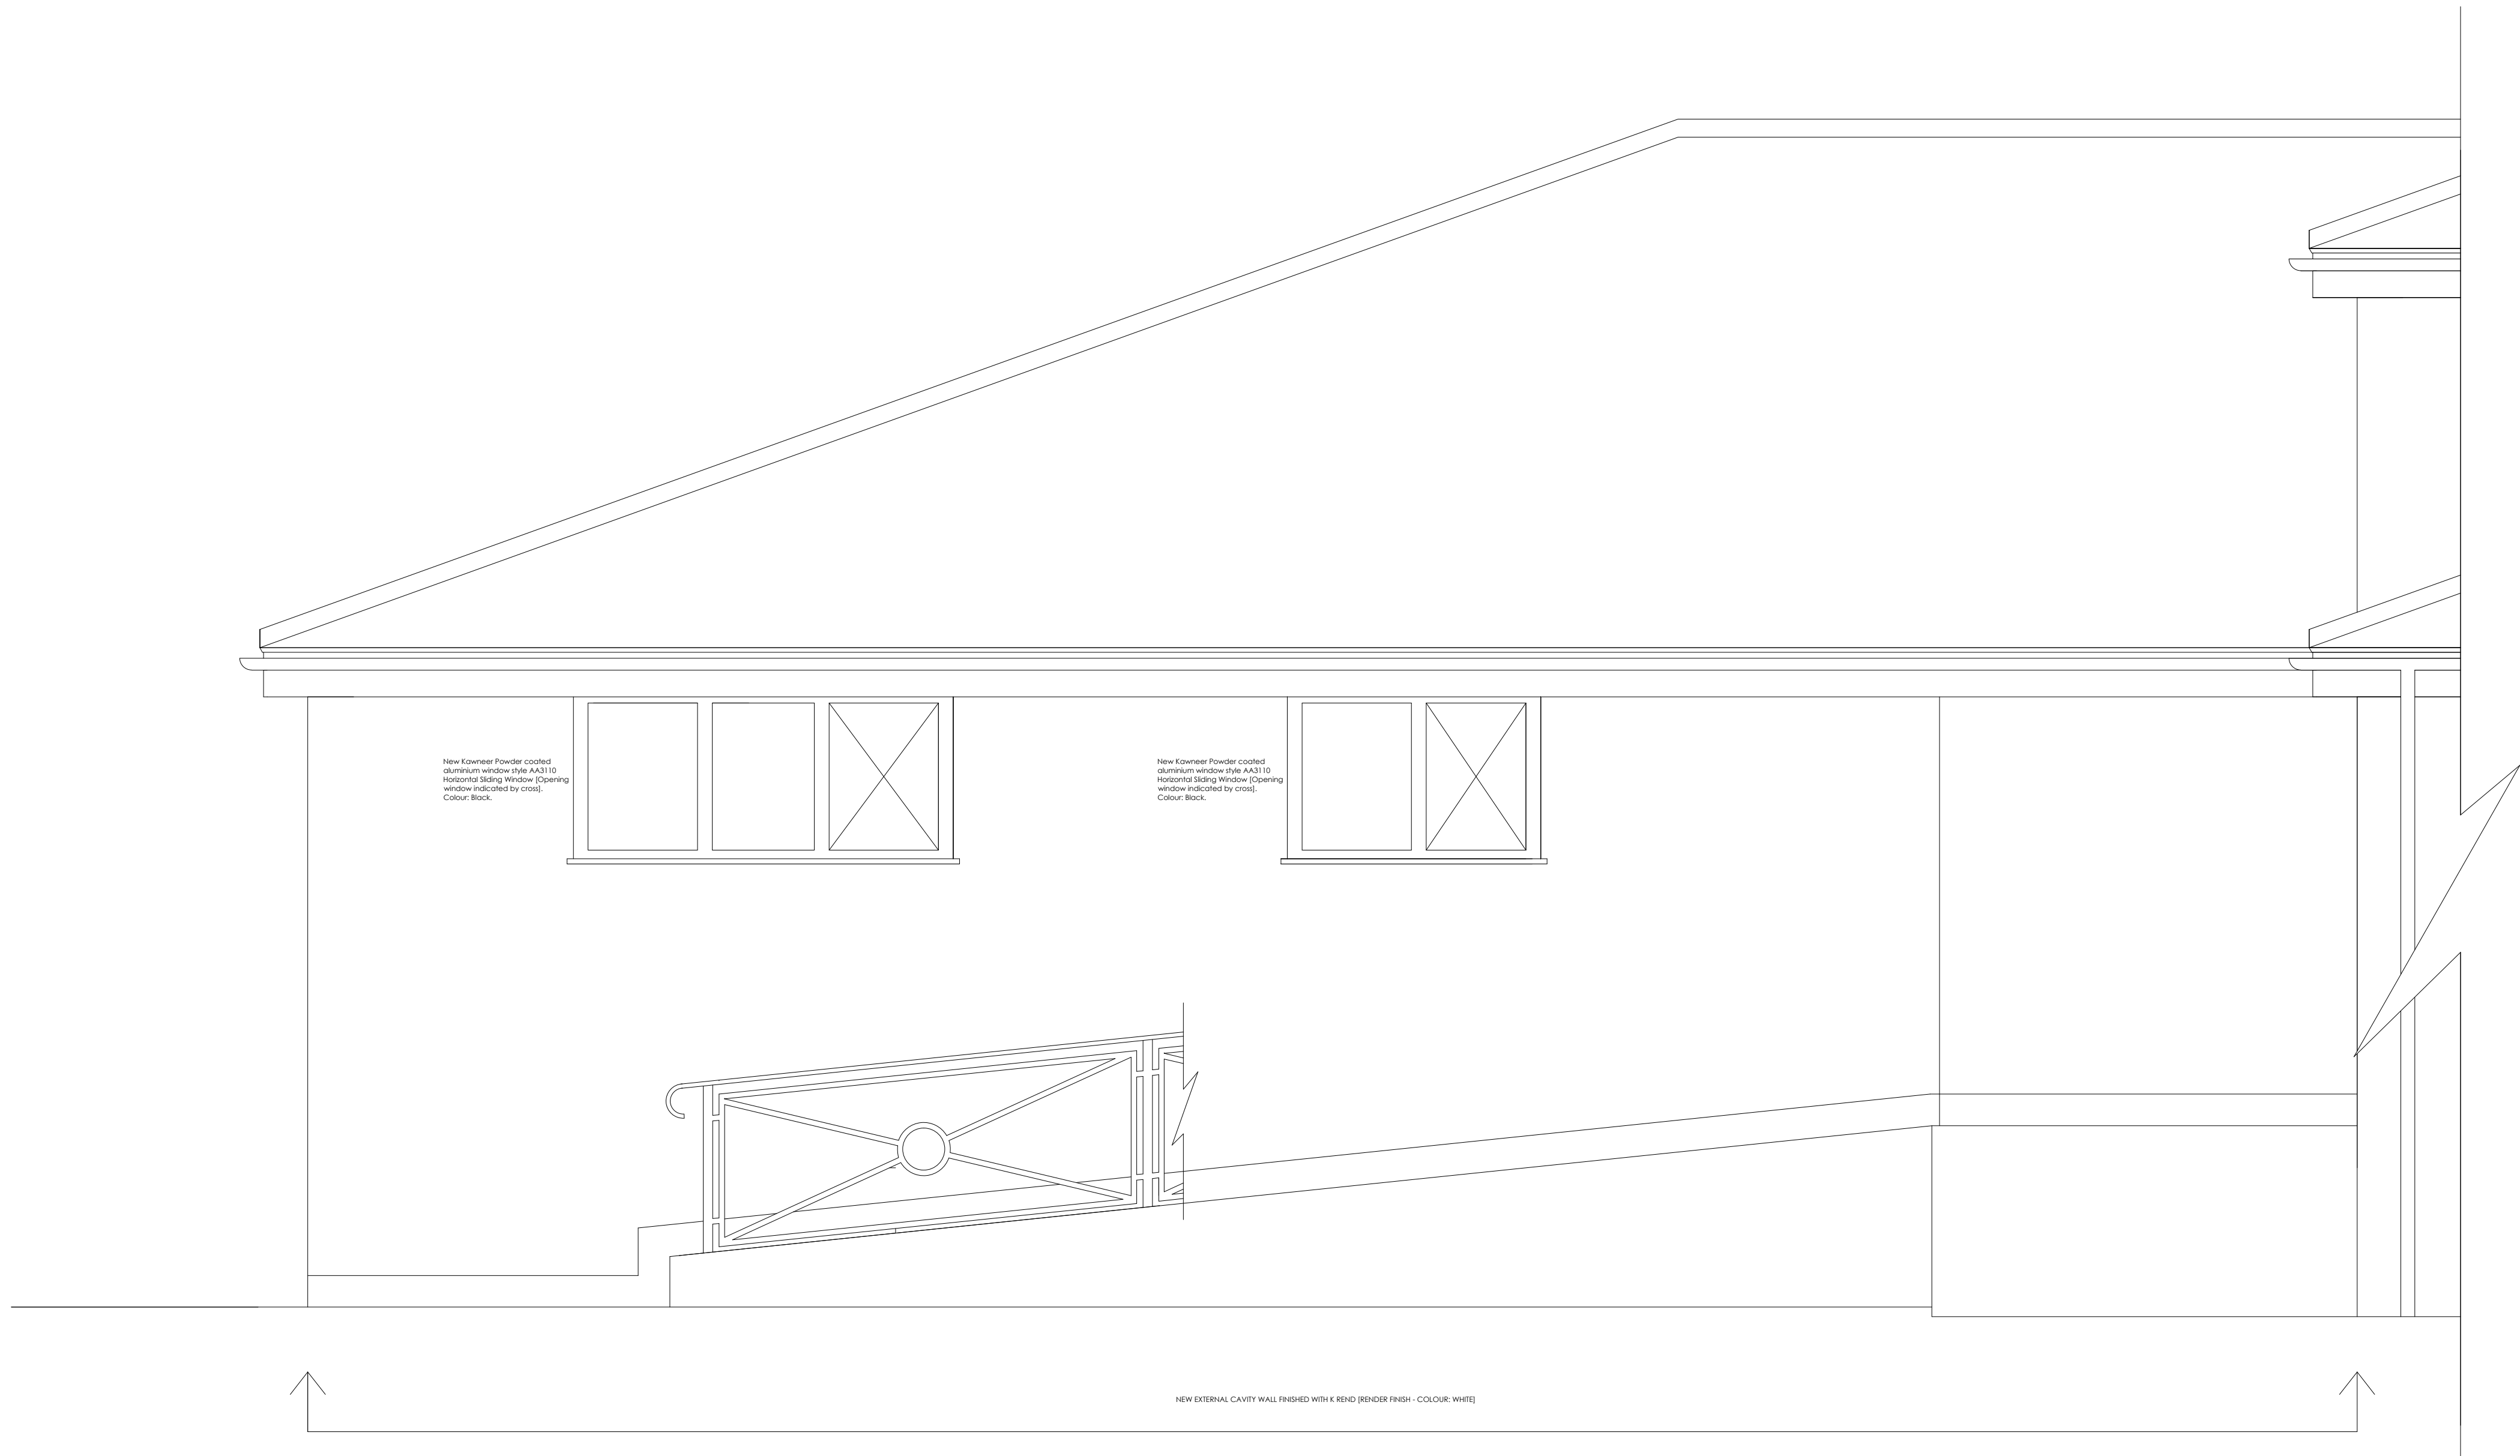 New Kawneer Powder coated
aluminium window style AA3110
Horizontal Sliding Window [Opening
window indicated by cross].
Colour: Black.
New Kawneer Powder coated
aluminium window style AA3110
Horizontal Sliding Window [Opening
window indicated by cross].
Colour: Black.
NEW EXTERNAL CAVITY WALL FINISHED WITH K REND [RENDER FINISH - COLOUR: WHITE]